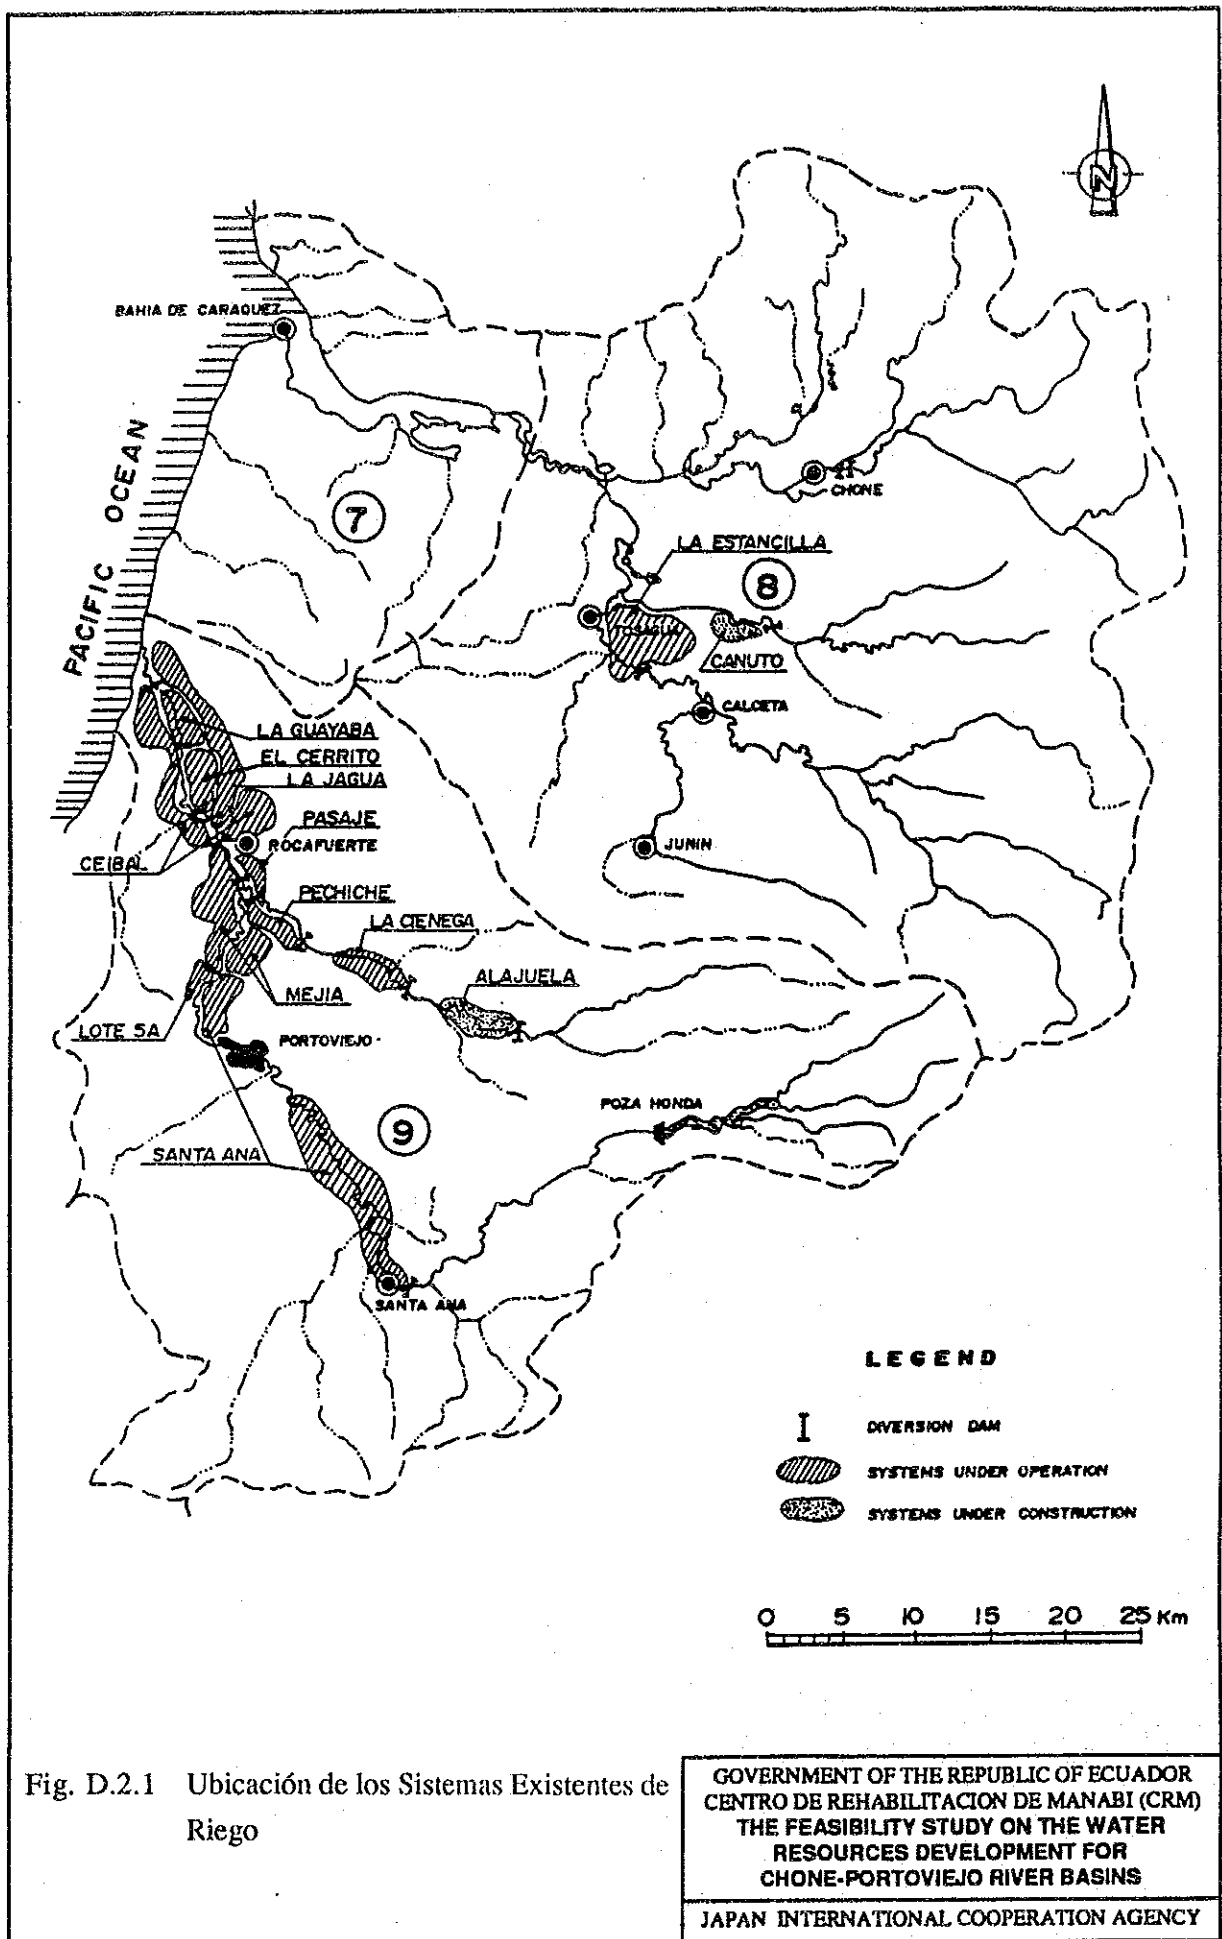 N
BAHIA DE CARAQUEZ
PACIFIC OCEAN
7
CHONE
LA ESTANCILLA
8
TOSAGUA
CANUTO
CALCETA
LA GUAYABA
EL CERRITO
LA JAGUA
PASAJE
ROCAFUERTE
CEIBAL
JUNIN
PECHICHE
LA CIENEGA
ALAJUELA
MEJIA
LOTE 5A
PORTOVIEJO
POZA HONDA
9
SANTA ANA
SANTA ANA
LEGEND
DIVERSION DAM
SYSTEMS UNDER OPERATION
SYSTEMS UNDER CONSTRUCTION
0 5 10 15 20 25 Km
Fig. D.2.1 Ubicación de los Sistemas Existentes de
Riego
GOVERNMENT OF THE REPUBLIC OF ECUADOR
CENTRO DE REHABILITACION DE MANABI (CRM)
THE FEASIBILITY STUDY ON THE WATER
RESOURCES DEVELOPMENT FOR
CHONE-PORTOVIEJO RIVER BASINS
JAPAN INTERNATIONAL COOPERATION AGENCY